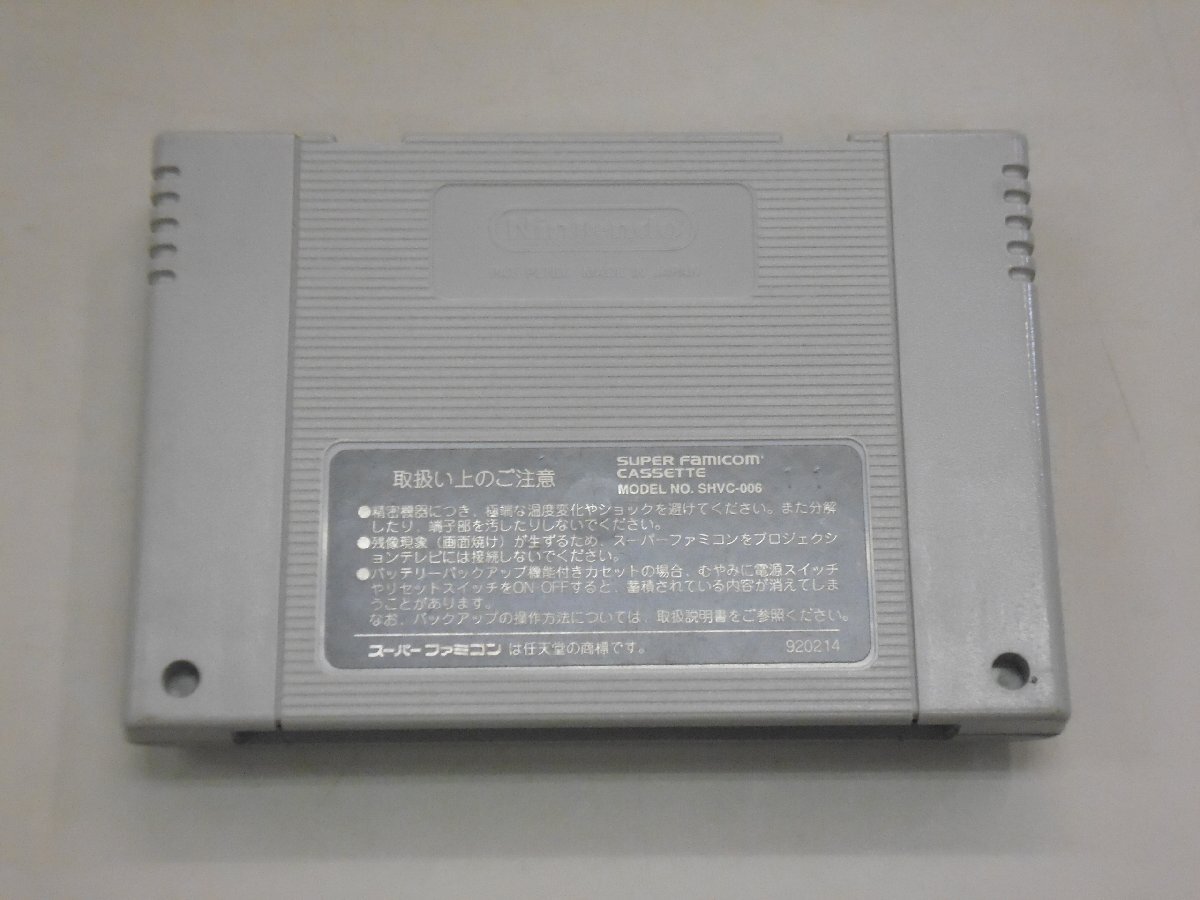 Nintendo
PAT. PEND. MADE IN JAPAN
取扱い上のご注意
SUPER FAMICOM
CASSETTE
MODEL NO. SHVC-006
●精密機器につき、極端な温度変化やショックを避けてください。また分解
したり、端子部を汚したりしないでください。
●残像現象（画面焼け）が生ずるため、スーパーファミコンをプロジェクシ
ョンテレビには接続しないでください。
●バッテリーバックアップ機能付きカセットの場合、むやみに電源スイッチ
やリセットスイッチをON-OFFすると、蓄積されている内容が消えてしま
うことがあります。
なお、バックアップの操作方法については、取扱説明書をご参照ください。
スーパーファミコン は任天堂の商標です。
920214